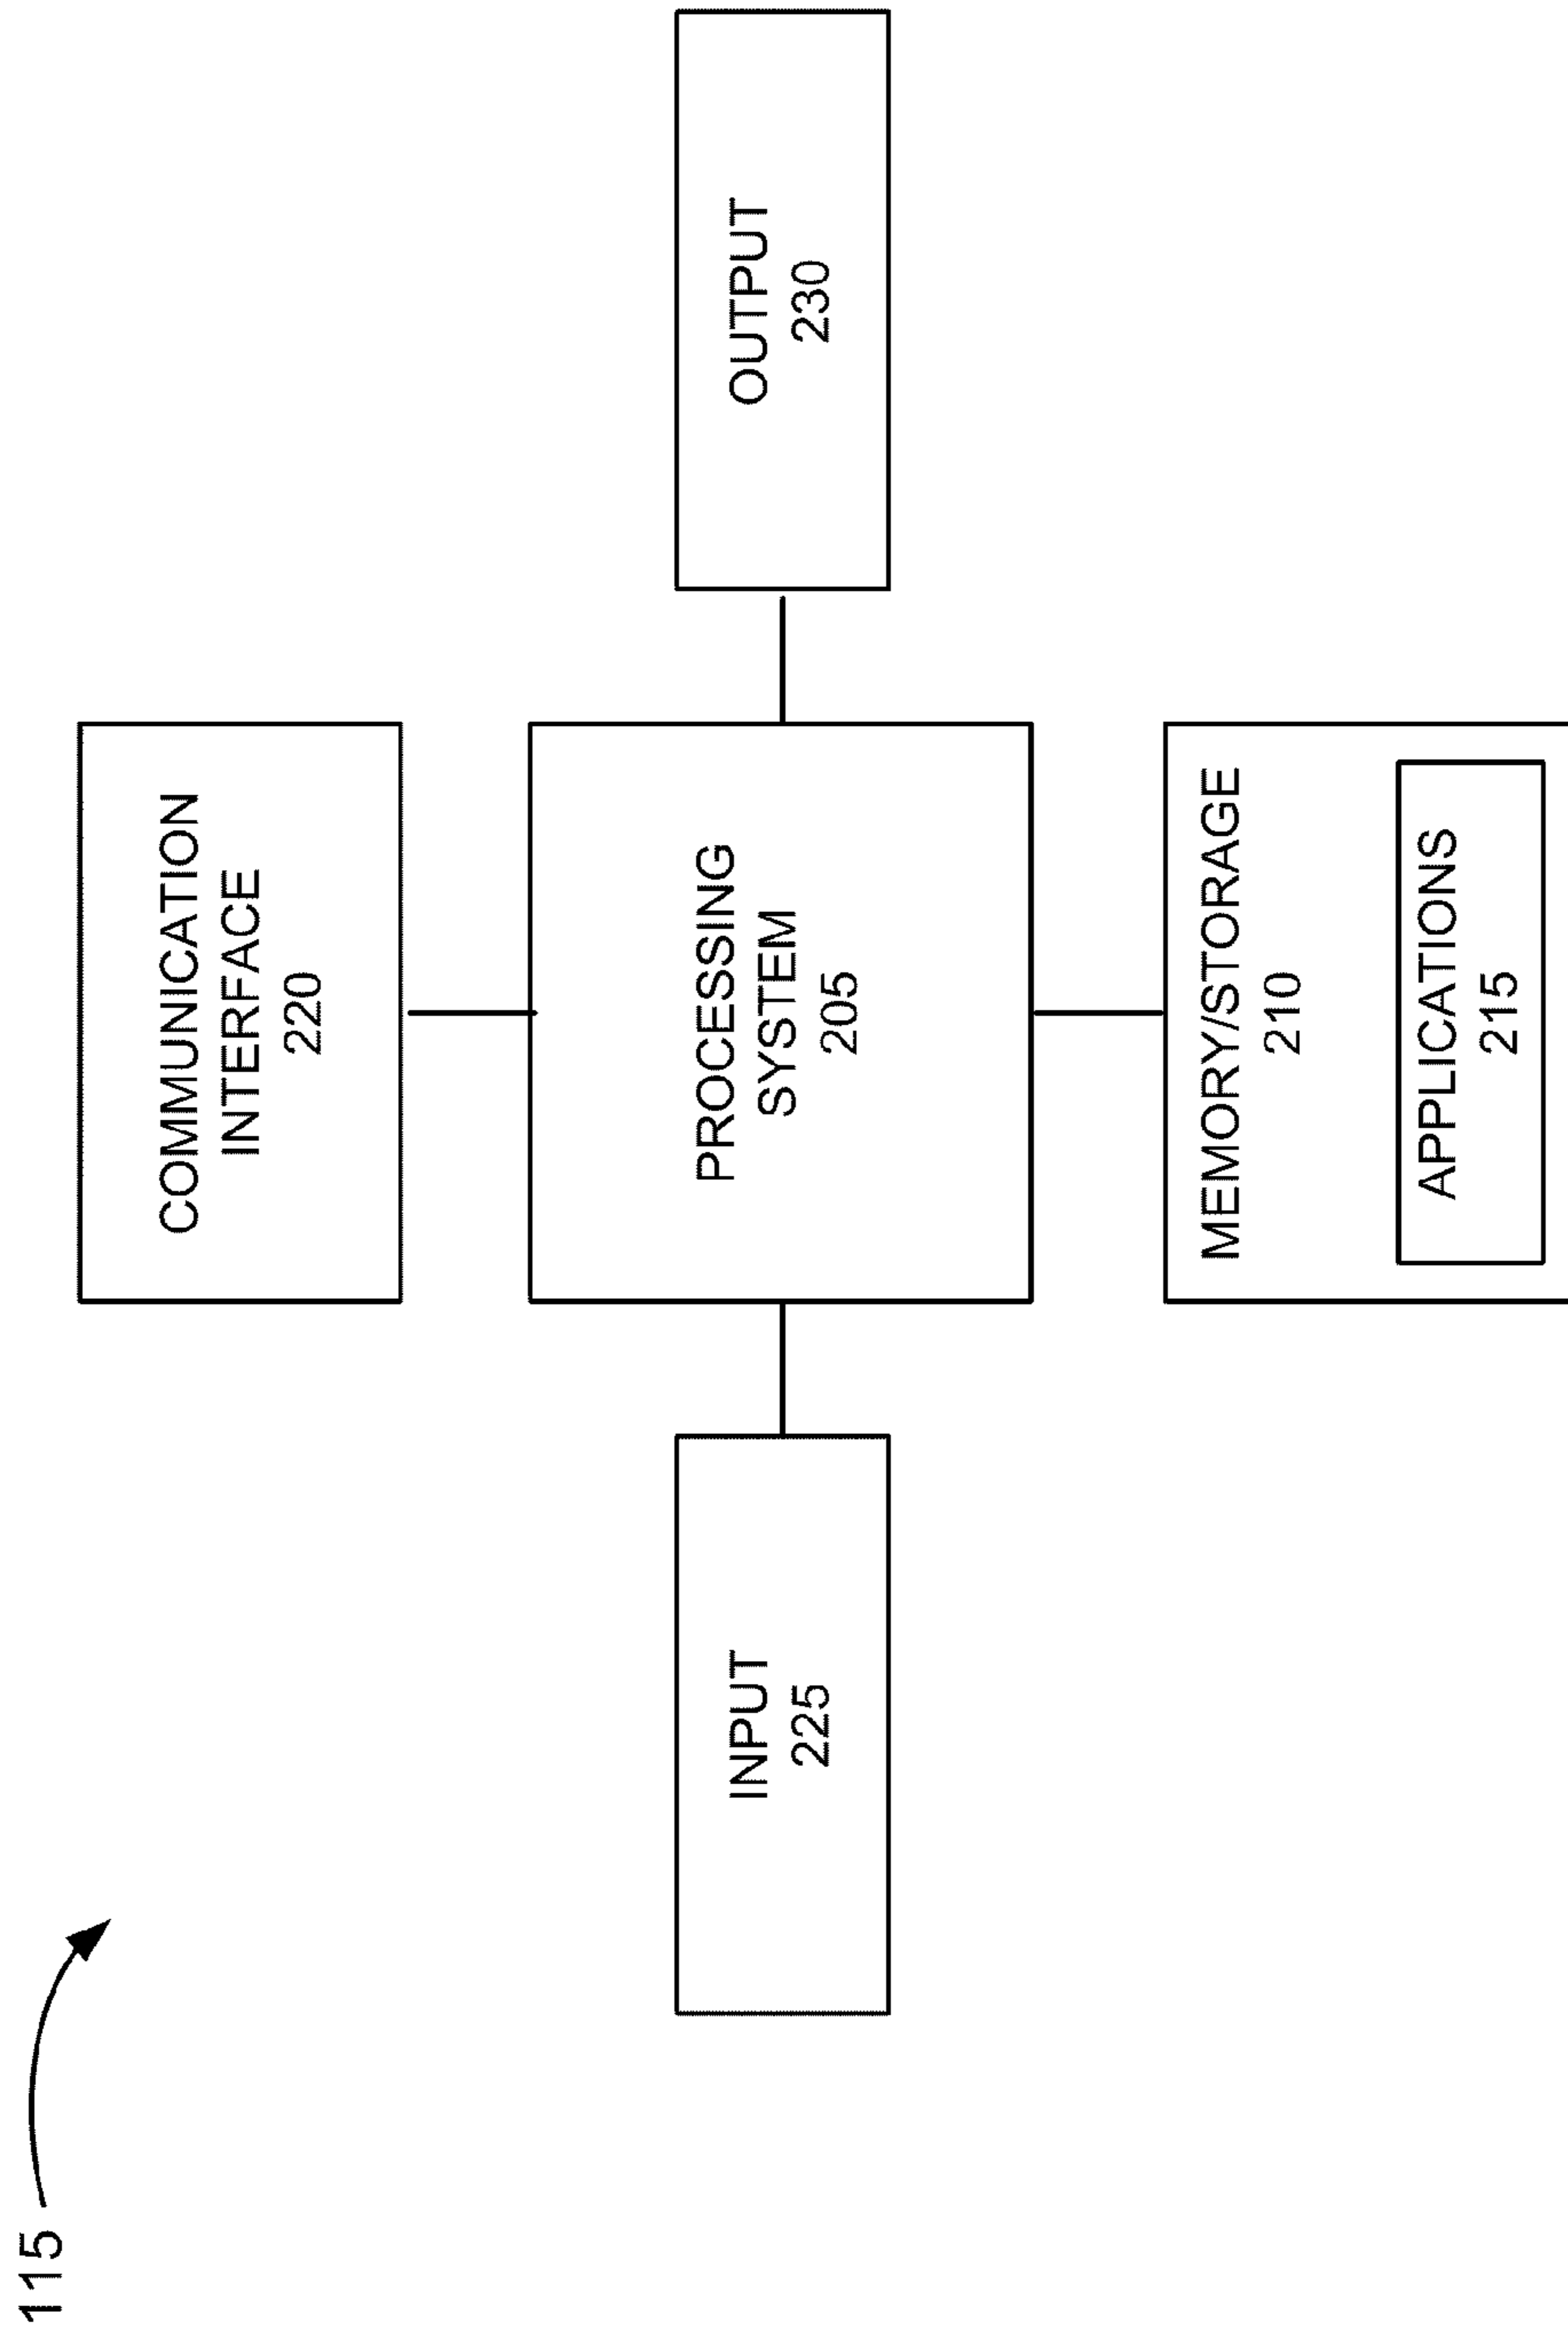 115
COMMUNICATION
INTERFACE
220
INPUT
225
PROCESSING
SYSTEM
205
OUTPUT
230
MEMORY/STORAGE
210
APPLICATIONS
215